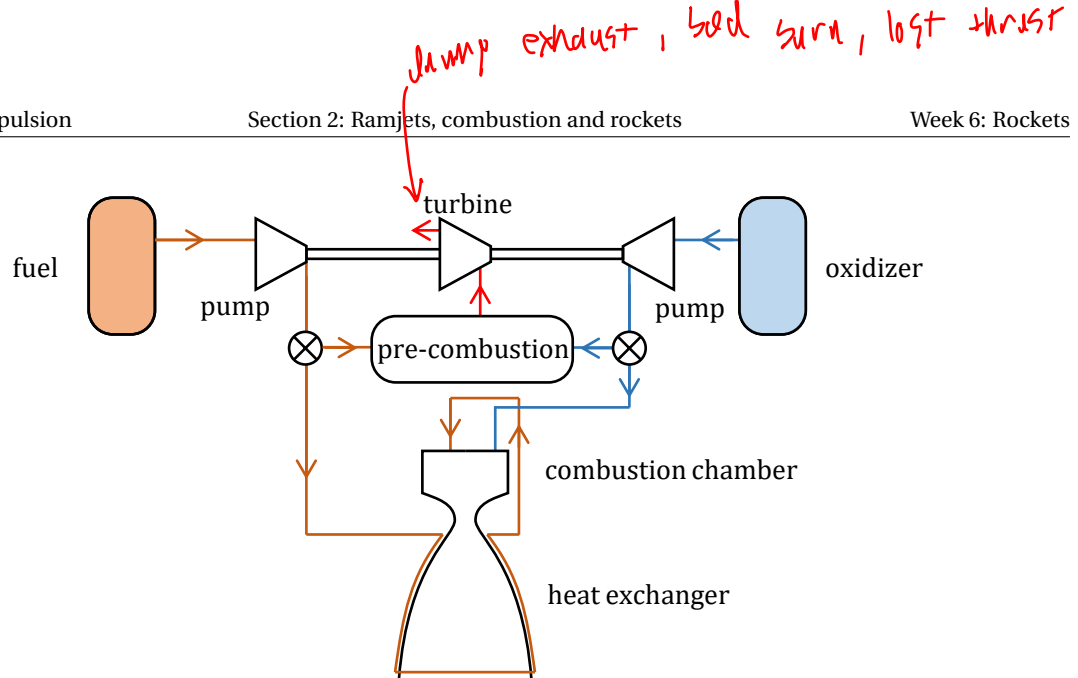 dump exhaust, bad burn, lost thrust
pulsion Section 2: Ramjets, combustion and rockets Week 6: Rockets
turbine
fuel
oxidizer
pump
pump
pre-combustion
combustion chamber
heat exchanger